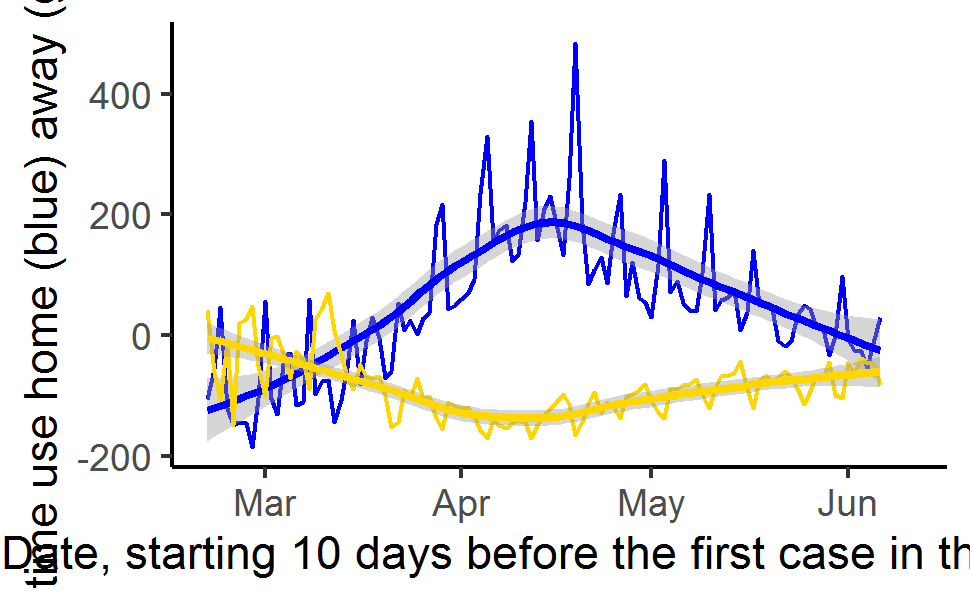 time use home (blue) away (
400
200
0
-200
Mar Apr May Jun
Date, starting 10 days before the first case in th